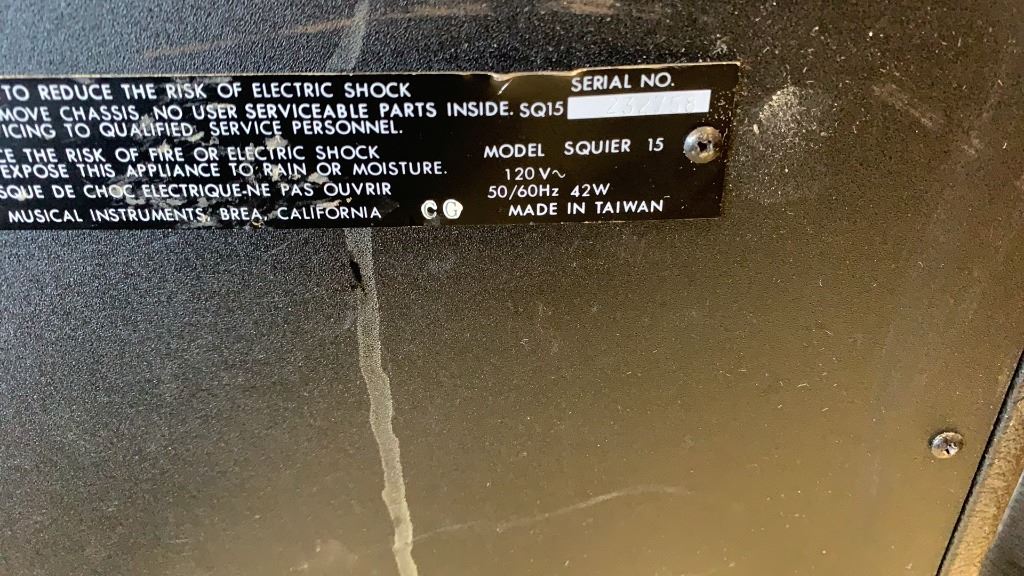 TO REDUCE THE RISK OF ELECTRIC SHOCK
MOVE CHASSIS. NO USER SERVICEABLE PARTS INSIDE.
ICING TO QUALIFIED SERVICE PERSONNEL.
CE THE RISK OF FIRE OR ELECTRIC SHOCK
EXPOSE THIS APPLIANCE TO RAIN OR MOISTURE.
SQUE DE CHOC ELECTRIQUE-NE PAS OUVRIR
MUSICAL INSTRUMENTS, BREA, CALIFORNIA
C G
SERIAL NO.
SQ15
MODEL SQUIER 15
120 V~
50/60Hz 42W
MADE IN TAIWAN